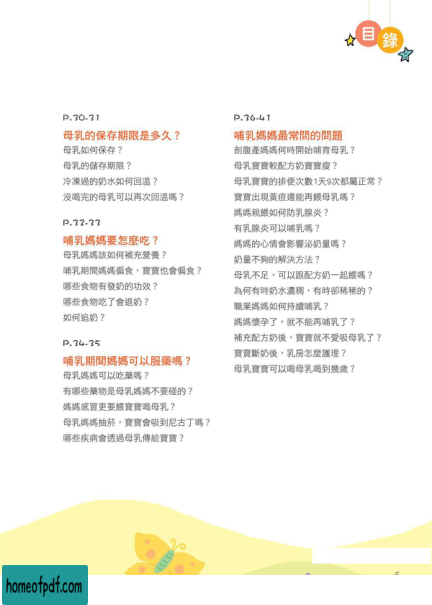 目錄
P.30-31
母乳的保存期限是多久？
母乳如何保存？
母乳的儲存期限？
冷凍過的奶水如何回溫？
沒喝完的母乳可以再次回溫嗎？
P.32-33
哺乳媽媽要怎麼吃？
母乳媽媽該如何補充營養？
哺乳期間媽媽偏食，寶寶也會偏食？
哪些食物有發奶的功效？
哪些食物吃了會退奶？
如何追奶？
P.34-35
哺乳期間媽媽可以服藥嗎？
母乳媽媽可以吃藥嗎？
有哪些藥物是母乳媽媽不要碰的？
媽媽感冒更要餵寶寶喝母乳？
母乳媽媽抽菸，寶寶會吸到尼古丁嗎？
哪些疾病會透過母乳傳給寶寶？
P.36-41
哺乳媽媽最常問的問題
剖腹產媽媽何時開始哺育母乳？
母乳寶寶較配方奶寶寶瘦？
母乳寶寶的排便次數1天9次都屬正常？
寶寶出現黃疸還能再餵母乳嗎？
媽媽親餵如何防乳腺炎？
有乳腺炎可以哺乳嗎？
媽媽的心情會影響泌奶量嗎？
奶量不夠的解決方法？
母乳不足，可以跟配方奶一起餵嗎？
為何有時奶水濃稠，有時卻稀稀的？
職業媽媽如何持續哺乳？
媽媽懷孕了，就不能再哺乳了？
補充配方奶後，寶寶就不愛吸母乳了？
寶寶斷奶後，乳房怎麼護理？
母乳寶寶可以喝母乳喝到幾歲？
homeofpdf.com